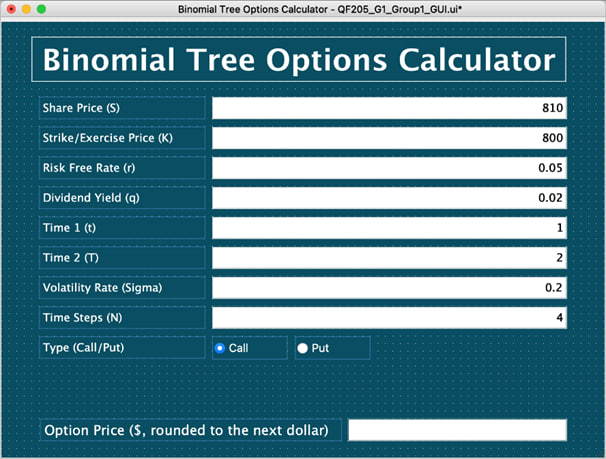 Binomial Tree Options Calculator - QF205_G1_Group1_GUI.ui*
Binomial Tree Options Calculator
Share Price (S) 810
Strike/Exercise Price (K) 800
Risk Free Rate (r) 0.05
Dividend Yield (q) 0.02
Time 1 (t) 1
Time 2 (T) 2
Volatility Rate (Sigma) 0.2
Time Steps (N) 4
Type (Call/Put) Call Put
Option Price ($, rounded to the next dollar)